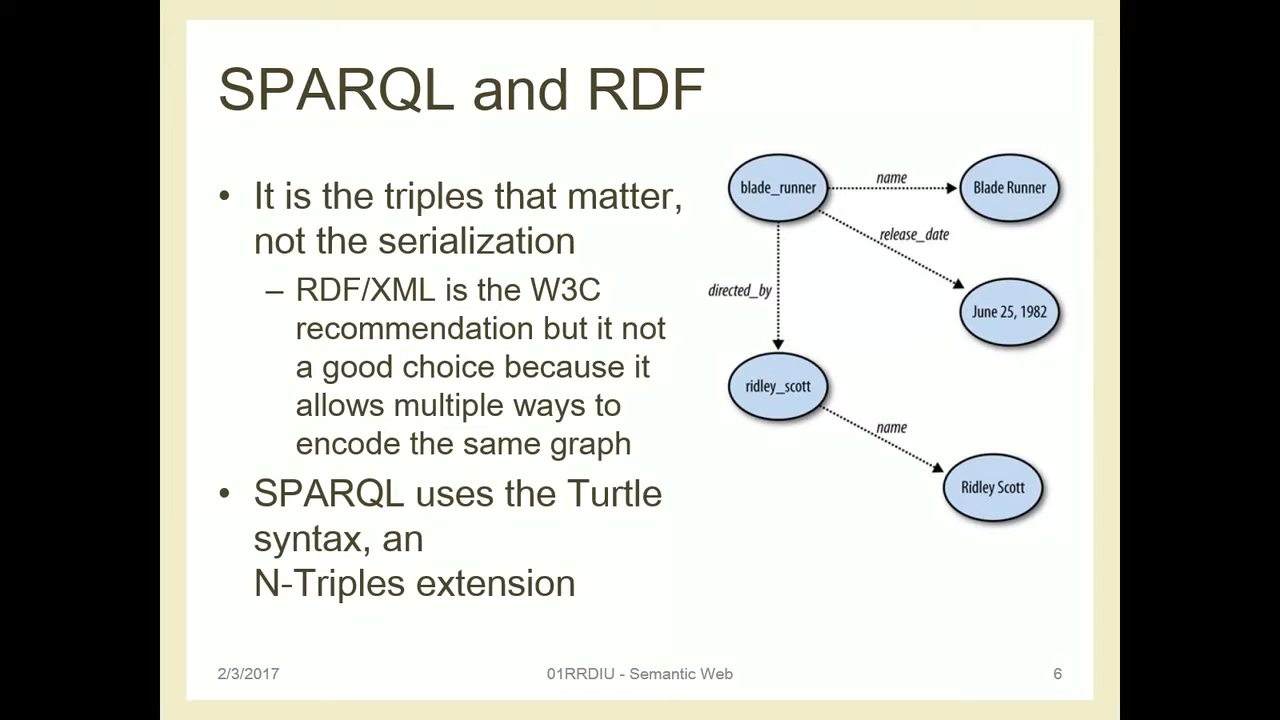 SPARQL and RDF
• It is the triples that matter,
not the serialization
– RDF/XML is the W3C
recommendation but it not
a good choice because it
allows multiple ways to
encode the same graph
• SPARQL uses the Turtle
syntax, an
N-Triples extension
blade_runner
name
Blade Runner
release_date
directed_by
June 25, 1982
ridley_scott
name
Ridley Scott
2/3/2017
01RRDIU - Semantic Web
6